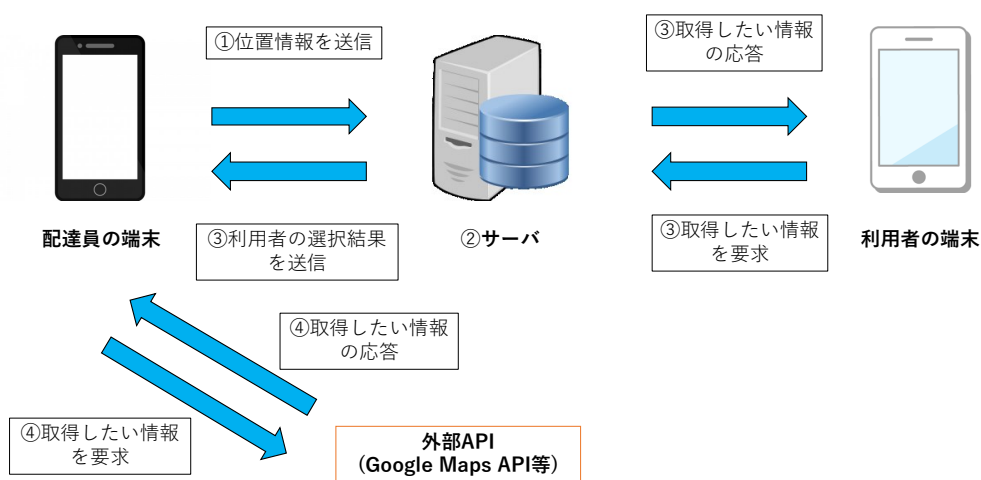 ①位置情報を送信
③取得したい情報
の応答
配達員の端末
③利用者の選択結果
を送信
②サーバ
③取得したい情報
を要求
利用者の端末
④取得したい情報
の応答
④取得したい情報
を要求
外部API
(Google Maps API等)